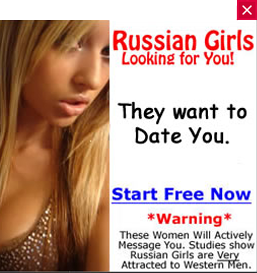 Russian Girls
Looking for You!
They want to
Date You.
Start Free Now
*Warning*
These Women Will Actively
Message You. Studies show
Russian Girls are Very
Attracted to Western Men.